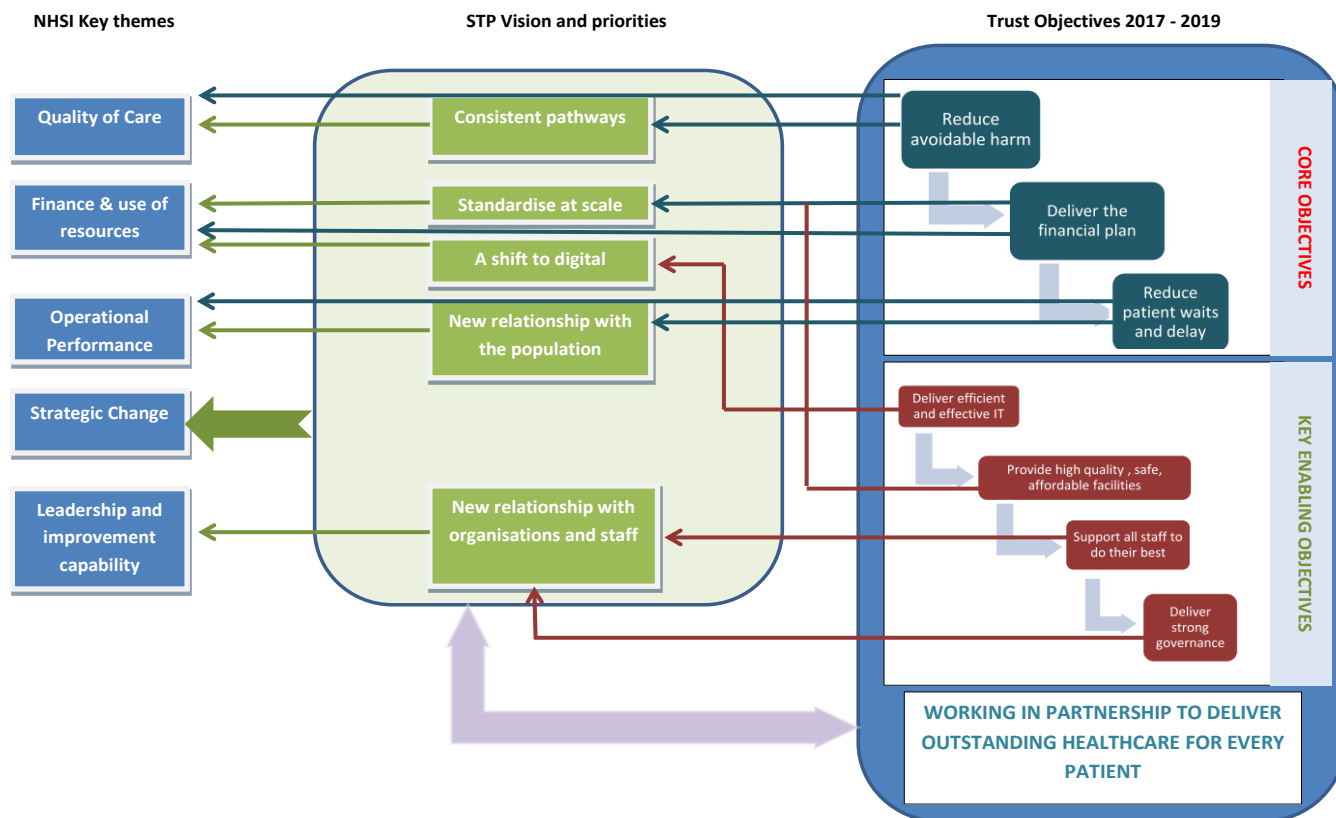 NHSI Key themes
STP Vision and priorities
Trust Objectives 2017 - 2019
Quality of Care
Finance & use of
resources
Operational
Performance
Strategic Change
Leadership and
improvement
capability
Consistent pathways
Standardise at scale
A shift to digital
New relationship with
the population
New relationship with
organisations and staff
Reduce
avoidable harm
Deliver the
financial plan
Reduce
patient waits
and delay
CORE OBJECTIVES
Deliver efficient
and effective IT
Provide high quality , safe,
affordable facilities
Support all staff to
do their best
Deliver
strong
governance
KEY ENABLING OBJECTIVES
WORKING IN PARTNERSHIP TO DELIVER
OUTSTANDING HEALTHCARE FOR EVERY
PATIENT